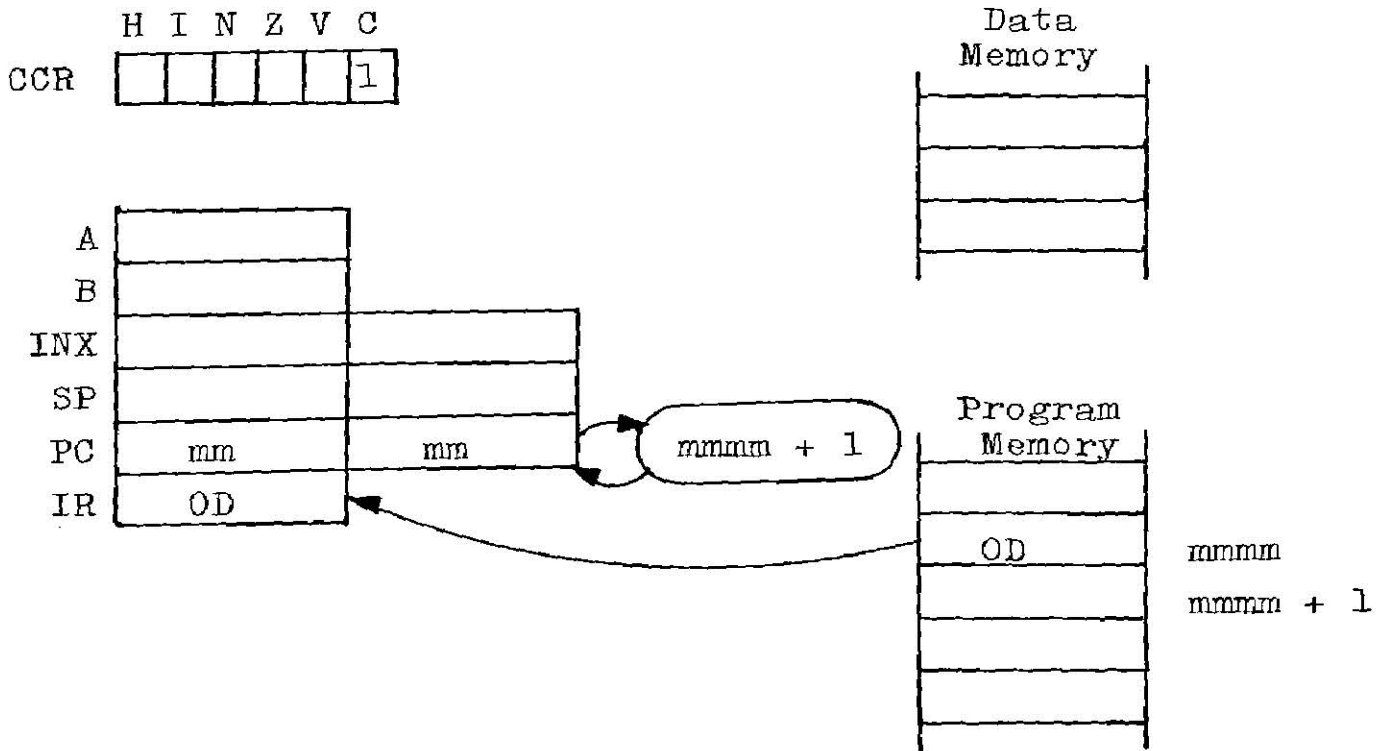 H I N Z V C
CCR 1
Data
Memory
A
B
INX
SP
PC mm mm mmmm + 1
IR OD
Program
Memory
OD mmmm
mmmm + 1